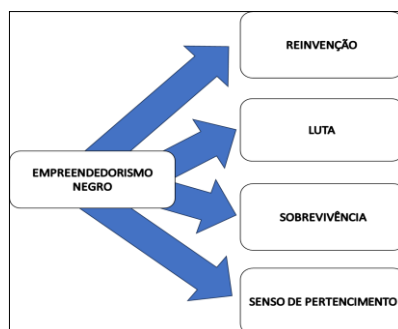 REINVENÇÃO
LUTA
EMPREENDEDORISMO
NEGRO
SOBREVIVÊNCIA
SENSO DE PERTENCIMENTO